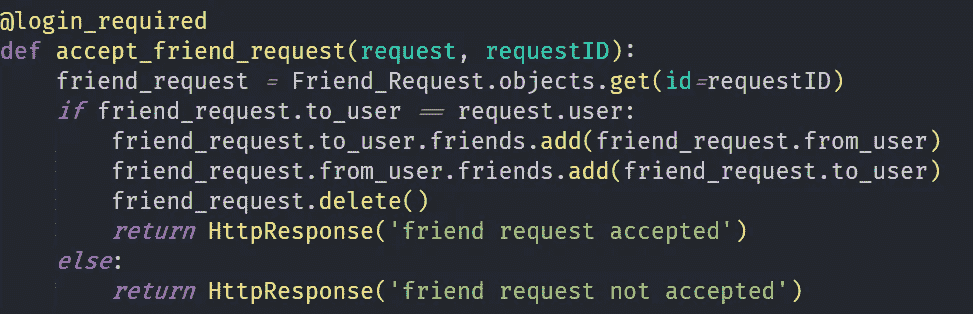 @login_required
def accept_friend_request(request, requestID):
    friend_request = Friend_Request.objects.get(id=requestID)
    if friend_request.to_user == request.user:
        friend_request.to_user.friends.add(friend_request.from_user)
        friend_request.from_user.friends.add(friend_request.to_user)
        friend_request.delete()
        return HttpResponse('friend request accepted')
    else:
        return HttpResponse('friend request not accepted')